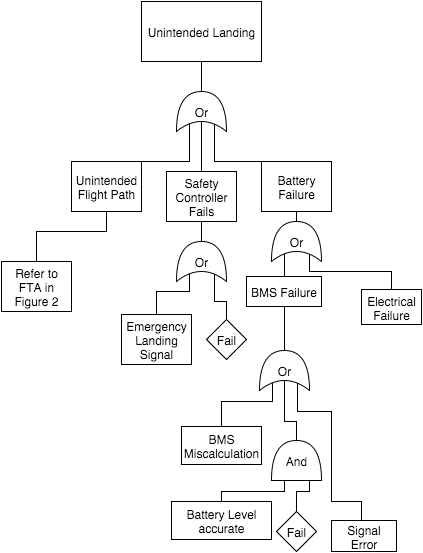 Unintended Landing
Or
Unintended
Flight Path
Safety
Controller
Fails
Battery
Failure
Or
Or
Refer to
FTA in
Figure 2
BMS Failure
Electrical
Failure
Emergency
Landing
Signal
Fail
Or
BMS
Miscalculation
And
Battery Level
accurate
Fail
Signal
Error